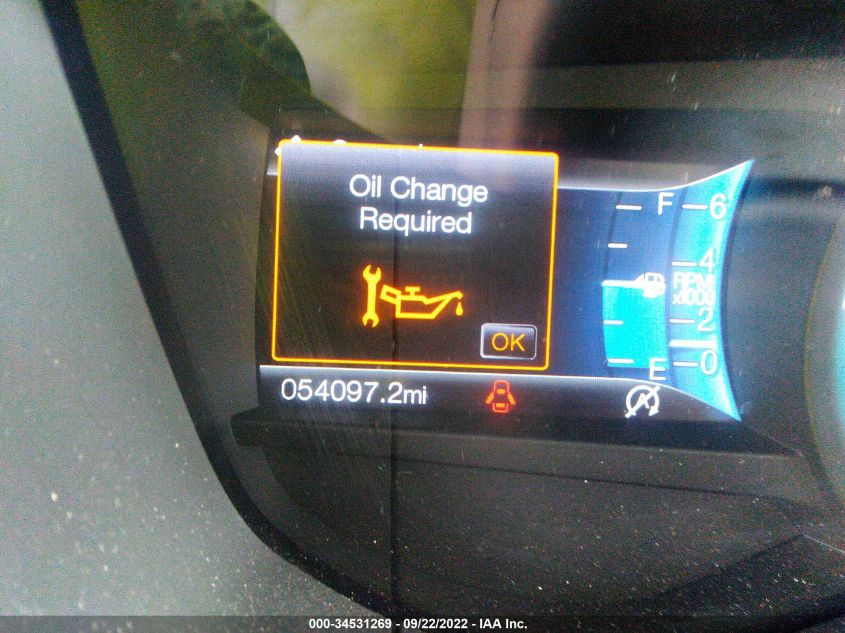 Oil Change
Required
OK
F
6
4
RPM
x1000
2
E
0
054097.2mi
A
000-34531269 - 09/22/2022 - IAA Inc.